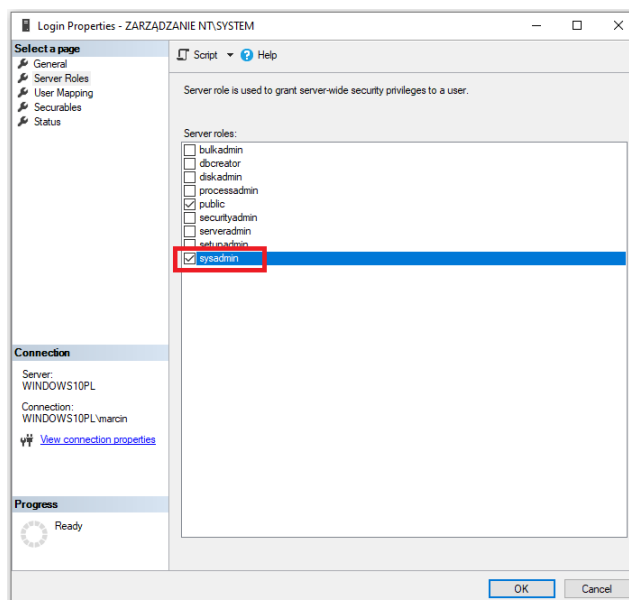 Login Properties - ZARZĄDZANIE NT\SYSTEM
Select a page
General
Server Roles
User Mapping
Securables
Status
Script Help
Server role is used to grant server-wide security privileges to a user.
Server roles:
bulkadmin
dbcreator
diskadmin
processadmin
public
securityadmin
serveradmin
setupadmin
sysadmin
Connection
Server:
WINDOWS10PL
Connection:
WINDOWS10PL\marcin
View connection properties
Progress
Ready
OK Cancel